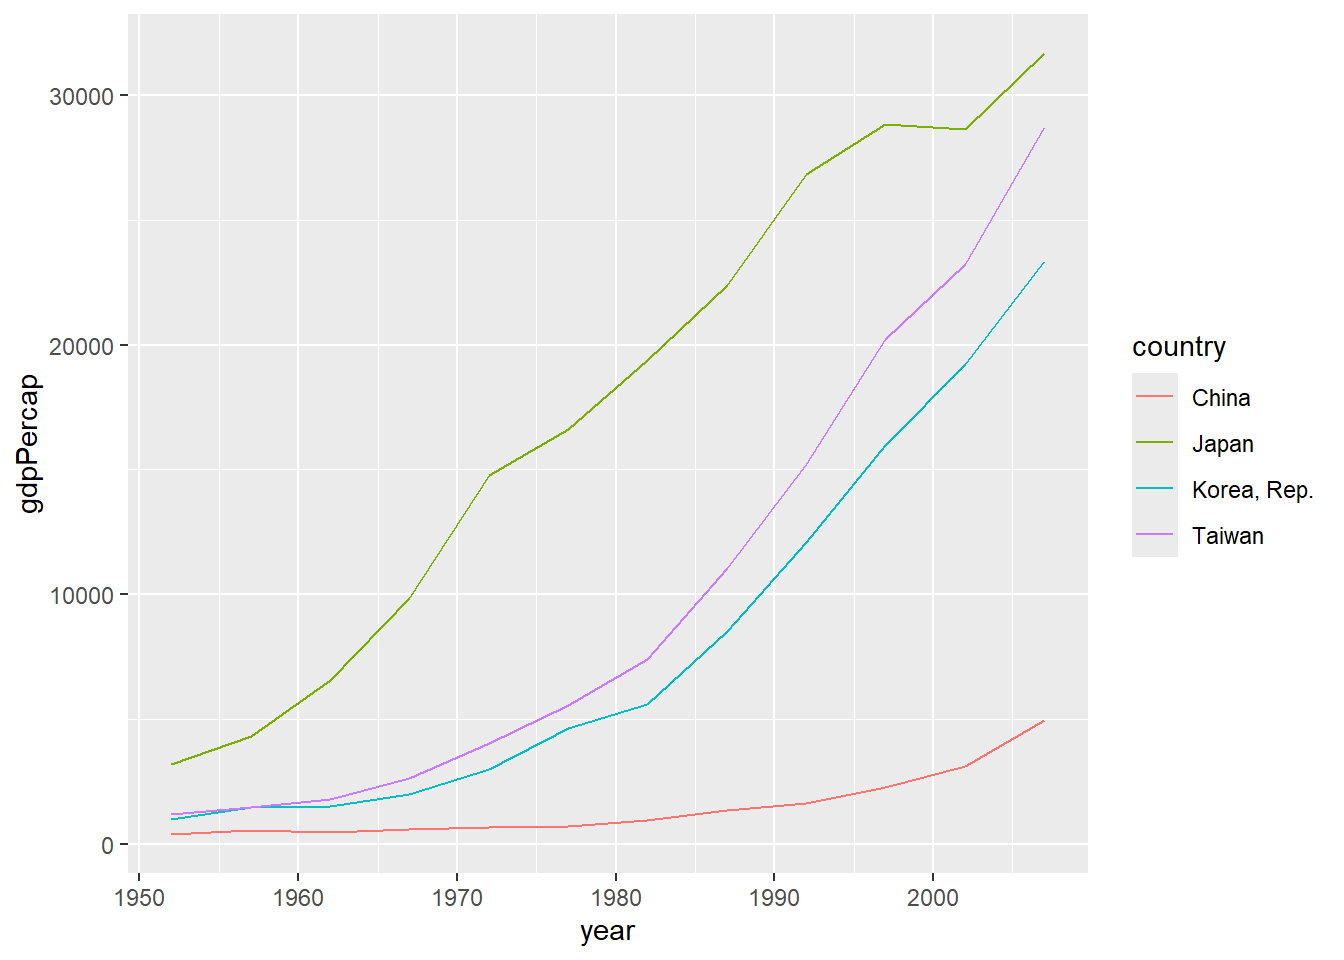 30000
20000
10000
0
gdpPercap
1950 1960 1970 1980 1990 2000
year
country
China
Japan
Korea, Rep.
Taiwan